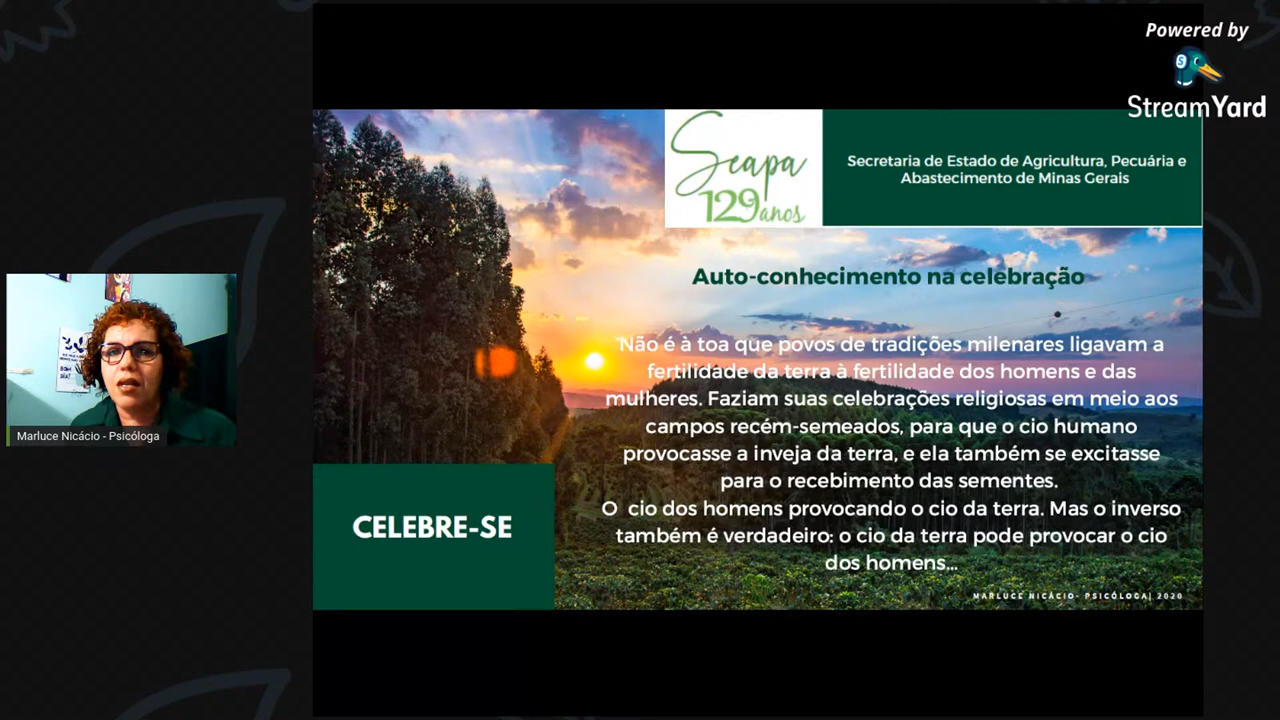 Powered by
StreamYard
Seapa
129anos
Secretaria de Estado de Agricultura, Pecuária e
Abastecimento de Minas Gerais
Auto-conhecimento na celebração
Não é à toa que povos de tradições milenares ligavam a
fertilidade da terra à fertilidade dos homens e das
mulheres. Faziam suas celebrações religiosas em meio aos
campos recém-semeados, para que o cio humano
provocasse a inveja da terra, e ela também se excitasse
para o recebimento das sementes.
O cio dos homens provocando o cio da terra. Mas o inverso
também é verdadeiro: o cio da terra pode provocar o cio
dos homens...
CELEBRE-SE
MARLUCE NICÁCIO- PSICÓLOGA| 2020
BOM
DIA!
Marluce Nicácio - Psicóloga